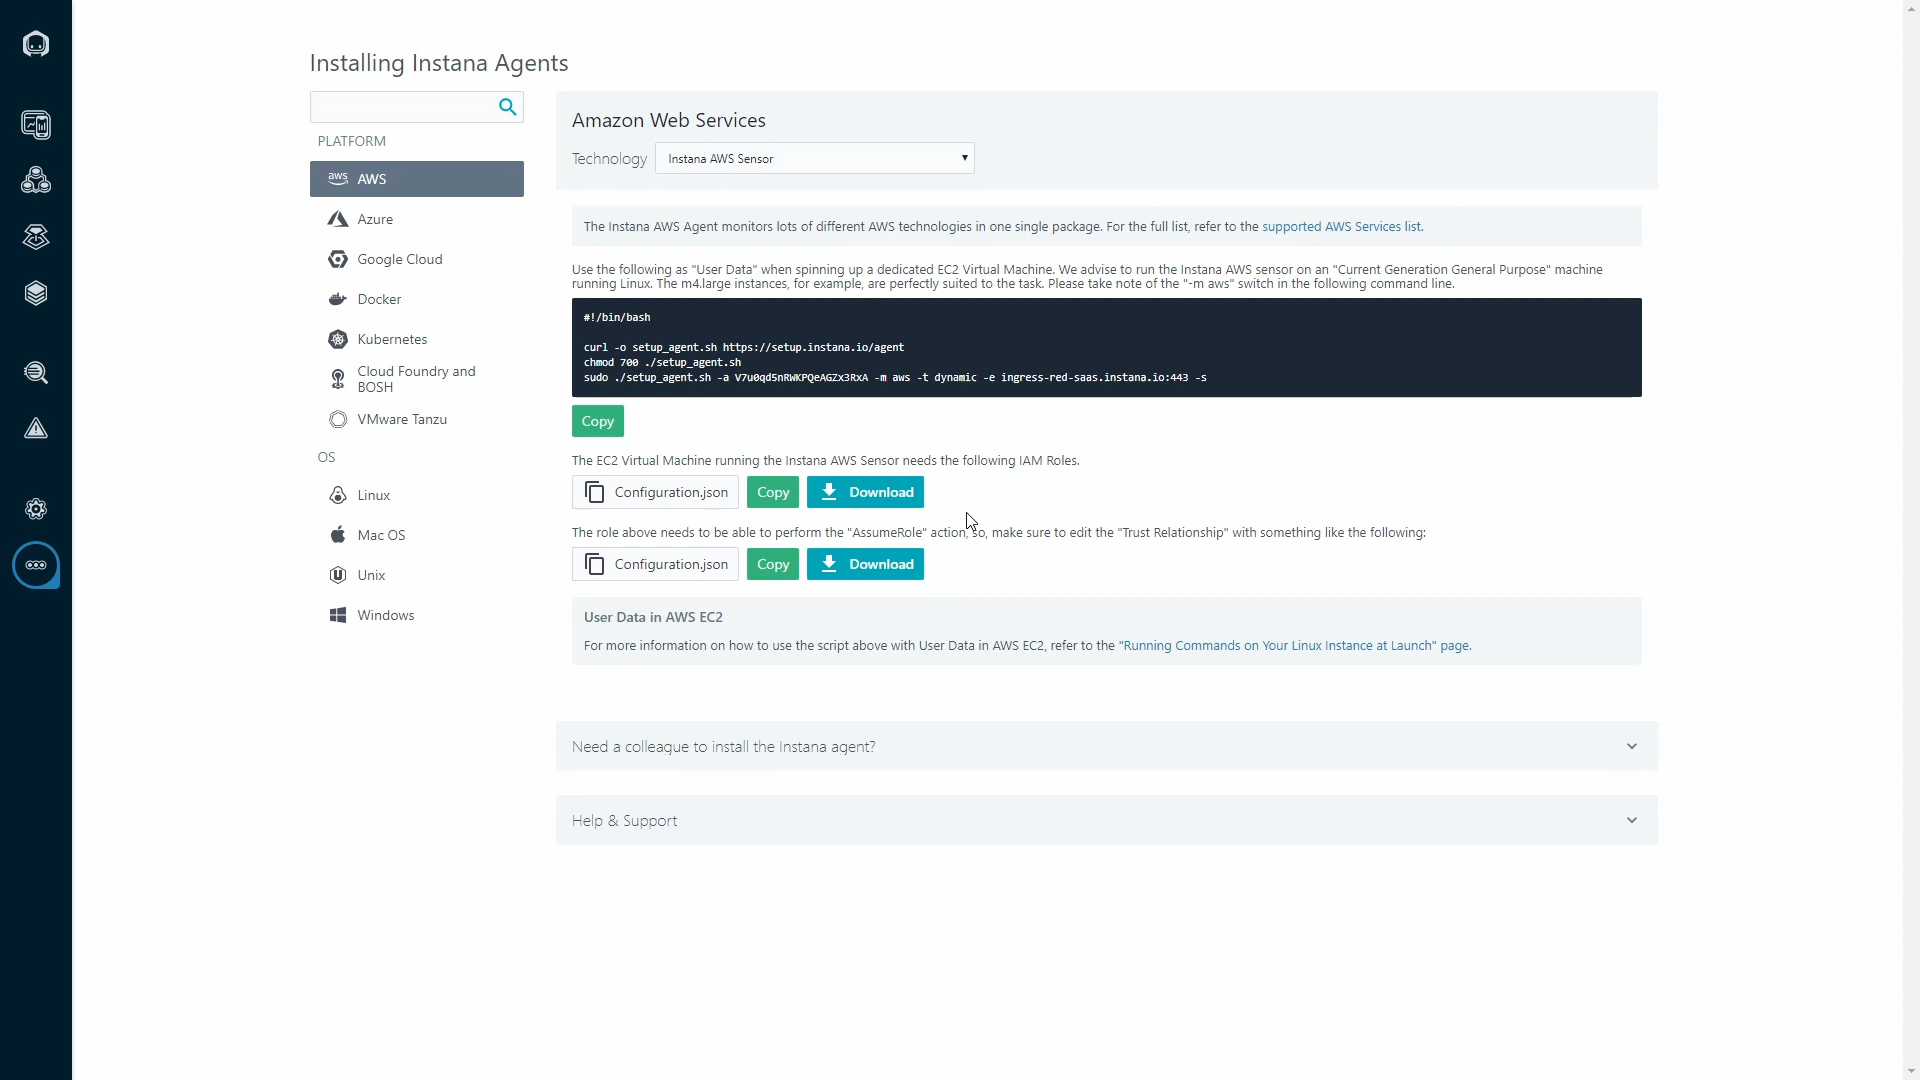 Installing Instana Agents
PLATFORM
aws AWS
Azure
Google Cloud
Docker
Kubernetes
Cloud Foundry and
BOSH
VMware Tanzu
OS
Linux
Mac OS
Unix
Windows
Amazon Web Services
Technology Instana AWS Sensor
The Instana AWS Agent monitors lots of different AWS technologies in one single package. For the full list, refer to the supported AWS Services list.
Use the following as "User Data" when spinning up a dedicated EC2 Virtual Machine. We advise to run the Instana AWS sensor on an "Current Generation General Purpose" machine
running Linux. The m4.large instances, for example, are perfectly suited to the task. Please take note of the "-m aws" switch in the following command line.
#!/bin/bash
curl -o setup_agent.sh https://setup.instana.io/agent
chmod 700 ./setup_agent.sh
sudo ./setup_agent.sh -a V7u0qd5nRWKPQeAGZx3RxA -m aws -t dynamic -e ingress-red-saas.instana.io:443 -s
Copy
The EC2 Virtual Machine running the Instana AWS Sensor needs the following IAM Roles.
Configuration.json Copy Download
The role above needs to be able to perform the "AssumeRole" action, so, make sure to edit the "Trust Relationship" with something like the following:
Configuration.json Copy Download
User Data in AWS EC2
For more information on how to use the script above with User Data in AWS EC2, refer to the "Running Commands on Your Linux Instance at Launch" page.
Need a colleague to install the Instana agent?
Help & Support